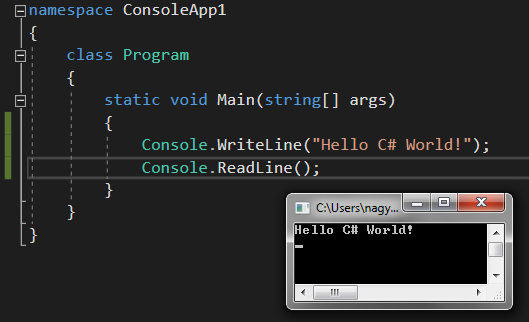 namespace ConsoleApp1
{
class Program
{
static void Main(string[] args)
{
Console.WriteLine("Hello C# World!");
Console.ReadLine();
}
}
}
C:\Users\nagy...
Hello C# World!